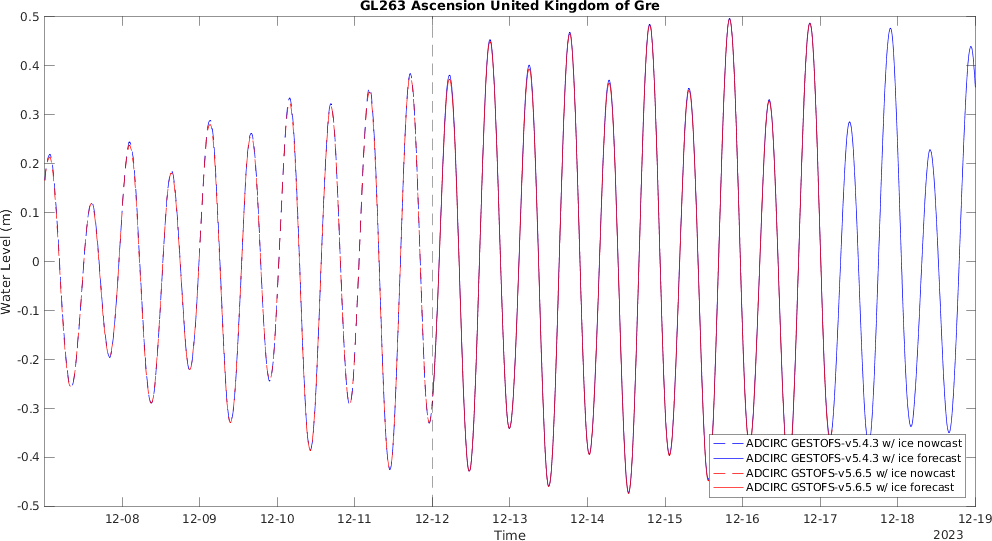 GL263 Ascension United Kingdom of Gre
Water Level (m)
0.5
0.4
0.3
0.2
0.1
0
-0.1
-0.2
-0.3
-0.4
-0.5
ADCIRC GESTOFS-v5.4.3 w/ ice nowcast
ADCIRC GESTOFS-v5.4.3 w/ ice forecast
ADCIRC GSTOFS-v5.6.5 w/ ice nowcast
ADCIRC GSTOFS-v5.6.5 w/ ice forecast
12-08 12-09 12-10 12-11 12-12 12-13 12-14 12-15 12-16 12-17 12-18 12-19
Time
2023